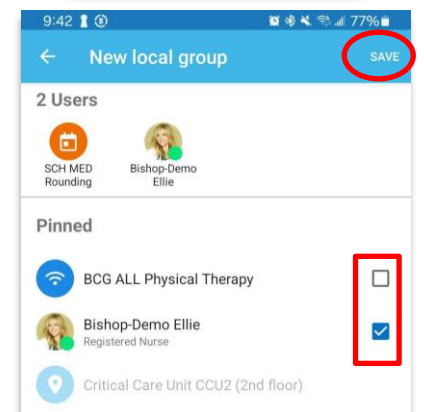 9:42 77%
New local group SAVE
2 Users
SCH MED Bishop-Demo
Rounding Ellie
Pinned
BCG ALL Physical Therapy
Bishop-Demo Ellie
Registered Nurse
Critical Care Unit CCU2 (2nd floor)